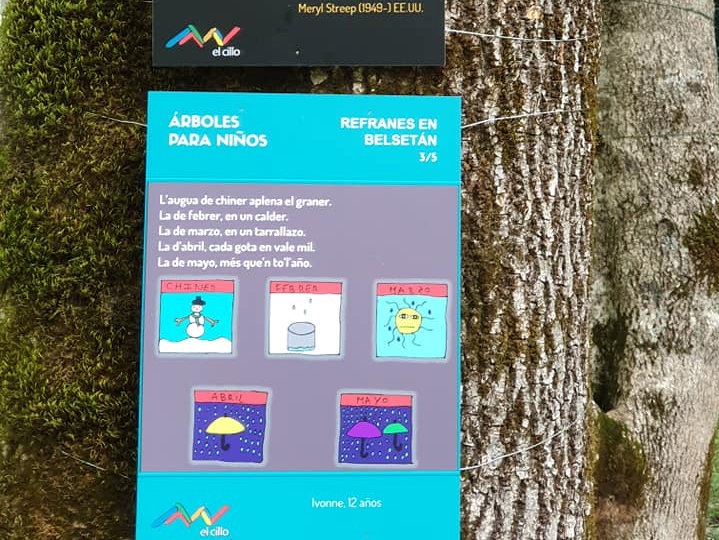 Meryl Streep (1949-) EE.UU.
el cillo
ÁRBOLES
PARA NIÑOS
REFRANES EN
BELSETÁN
3/5
L'augua de chiner aplena el graner.
La de febrer, en un calder.
La de marzo, en un tarrallazo.
La d'abril, cada gota en vale mil.
La de mayo, més que'n to'l año.
CHINER
FEBRER
MARZO
ABRIL
MAYO
Ivonne, 12 años
el cillo